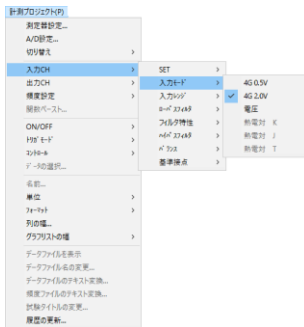 計測プロジェクト(P)
測定器設定...
A/D設定...
切り替え
入力CH
出力CH
頻度設定
関数ペースト...
ON/OFF
ﾄﾘｶﾞﾓｰﾄﾞ
ｺﾝﾄﾛｰﾙ
ﾃﾞｰﾀの選択...
名前...
単位
ﾌｫｰﾏｯﾄ
列の幅...
グラフリストの幅
データファイルを表示
データファイル名の変更...
データファイルのテキスト変換...
頻度ファイルのテキスト変換...
試験タイトルの変更...
履歴の更新...
SET
入力ﾓｰﾄﾞ
入力ﾚﾝｼﾞ
ﾛｰﾊﾟｽﾌｨﾙﾀ
フィルタ特性
ﾊｲﾊﾟｽﾌｨﾙﾀ
ﾊﾞﾗﾝｽ
基準接点
4G 0.5V
4G 2.0V
電圧
熱電対 K
熱電対 J
熱電対 T